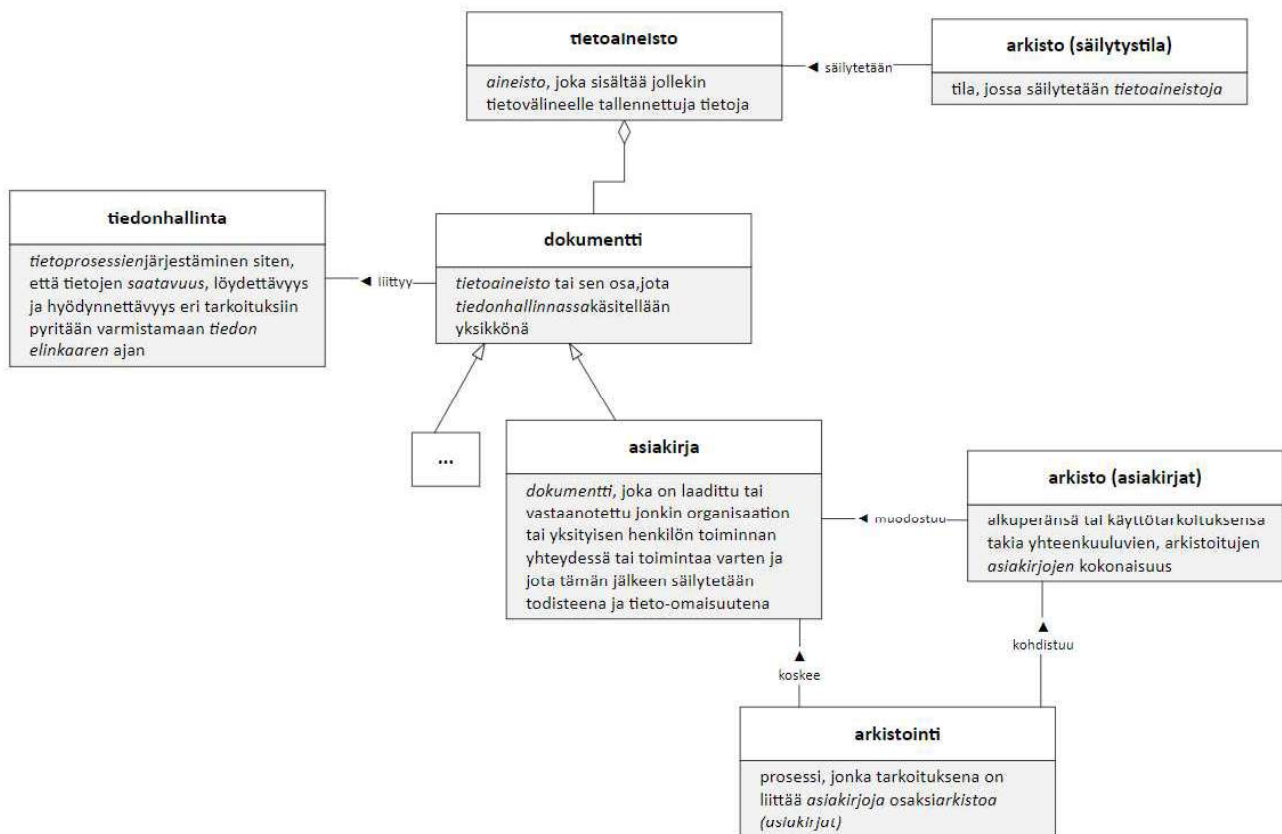 tietoaineisto
aineisto, joka sisältää jollekin
tietovälineelle tallennettuja tietoja
◄ säilytetään
arkisto (säilytystila)
tila, jossa säilytetään tietoaineistoja
tiedonhallinta
tietoprosessienjärjestäminen siten,
että tietojen saatavuus, löydettävyys
ja hyödynnettävyys eri tarkoituksiin
pyritään varmistamaan tiedon
elinkaaren ajan
◄ liittyy
dokumentti
tietoaineisto tai sen osa,jota
tiedonhallinnassakäsitellään
yksikkönä
...
asiakirja
dokumentti, joka on laadittu tai
vastaanotettu jonkin organisaation
tai yksityisen henkilön toiminnan
yhteydessä tai toimintaa varten ja
jota tämän jälkeen säilytetään
todisteena ja tieto-omaisuutena
◄ muodostuu
arkisto (asiakirjat)
alkuperänsä tai käyttötarkoituksensa
takia yhteenkuuluvien, arkistoitujen
asiakirjojen kokonaisuus
▲
koskee
▲
kohdistuu
arkistointi
prosessi, jonka tarkoituksena on
liittää asiakirjoja osaksiarkistoa
(asiakirjat)